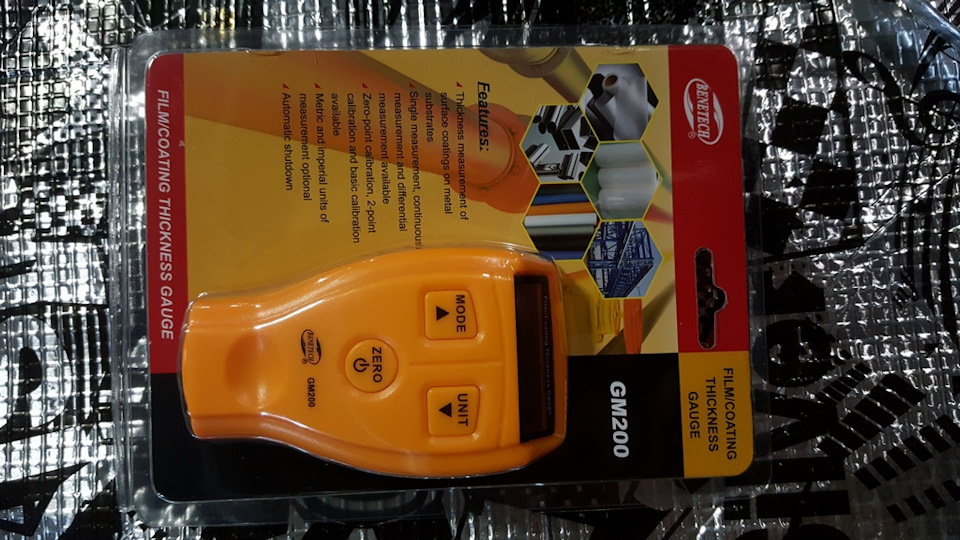 BENETECH®
FILM/COATING
THICKNESS
GAUGE
GM200
Features:
Thickness measurement of
surface coatings on metal
substrates
Single measurement, continuous
measurement and differential
measurement available
Zero-point calibration, 2-point
calibration and basic calibration
available
Metric and imperial units of
measurement optional
Automatic shutdown
MODE
UNIT
ZERO
BENETECH® GM200
FILM/COATING THICKNESS GAUGE